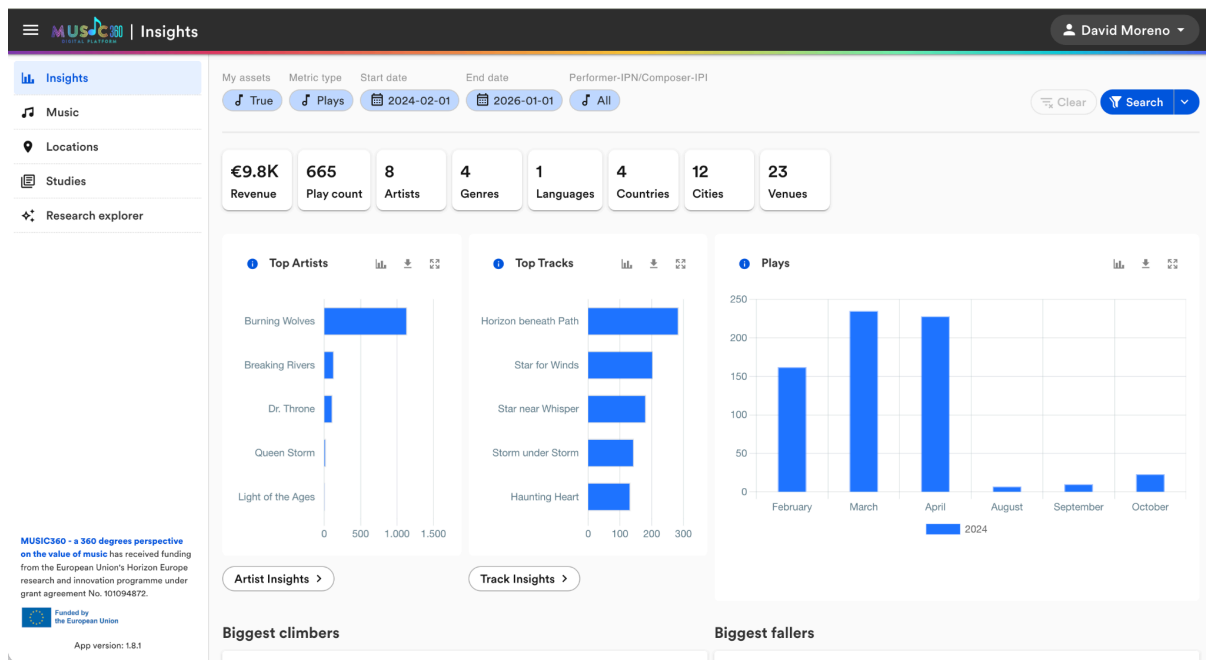 MUSIC360 | Insights
DIGITAL PLATFORM
David Moreno
Insights
Music
Locations
Studies
Research explorer
My assets Metric type Start date End date Performer-IPN/Composer-IPI
True Plays 2024-02-01 2026-01-01 All
Clear Search
€9.8K 665 8 4 1 4 12 23
Revenue Play count Artists Genres Languages Countries Cities Venues
Top Artists
Burning Wolves
Breaking Rivers
Dr. Throne
Queen Storm
Light of the Ages
0 500 1.000 1.500
Artist Insights
Top Tracks
Horizon beneath Path
Star for Winds
Star near Whisper
Storm under Storm
Haunting Heart
0 100 200 300
Track Insights
Plays
250
200
150
100
50
0
February March April August September October
2024
Biggest climbers
Biggest fallers
MUSIC360 - a 360 degrees perspective
on the value of music has received funding
from the European Union's Horizon Europe
research and innovation programme under
grant agreement No. 101094872.
Funded by
the European Union
App version: 1.8.1